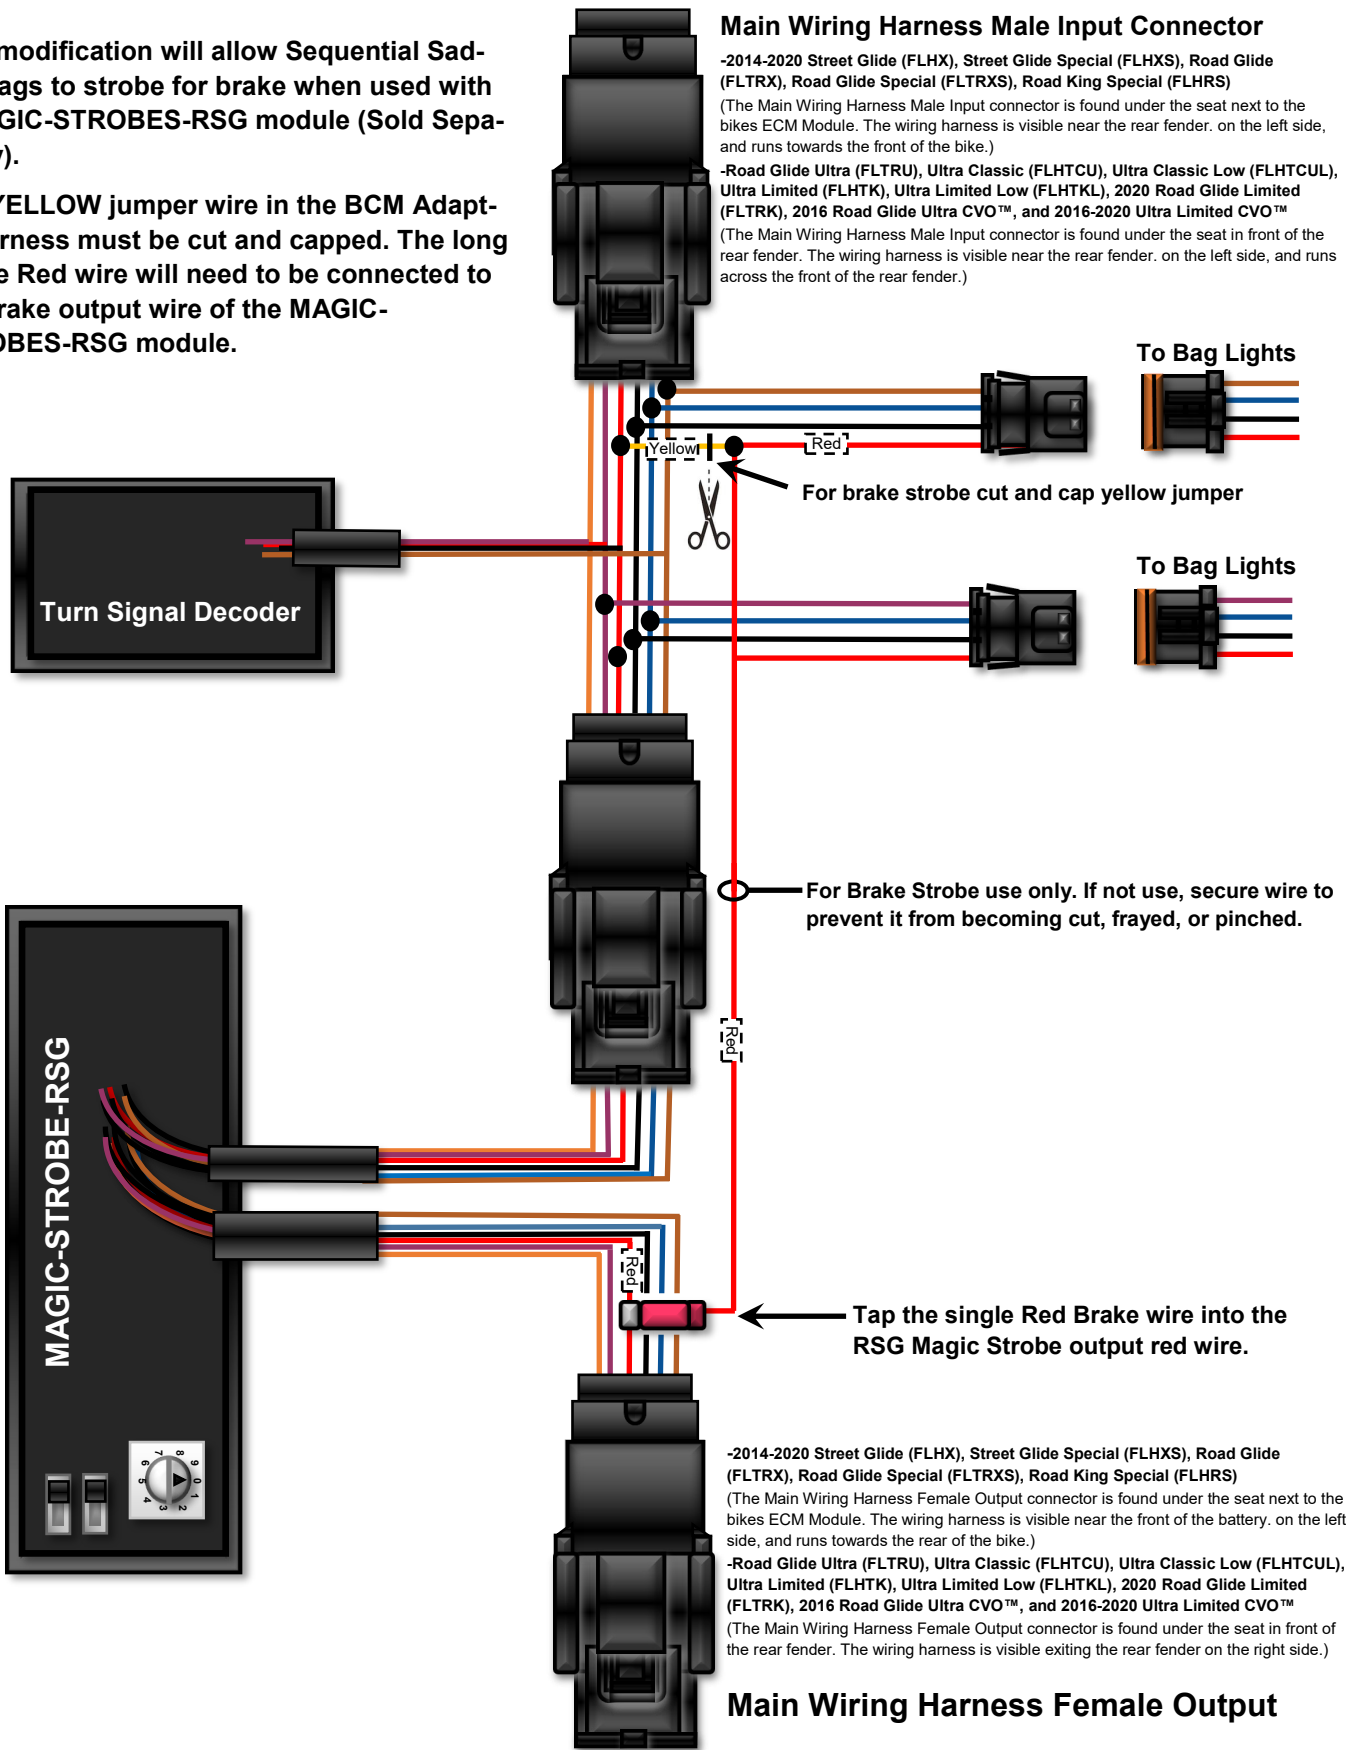 Main Wiring Harness Male Input Connector
-2014-2020 Street Glide (FLHX), Street Glide Special (FLHXS), Road Glide
(FLTRX), Road Glide Special (FLTRXS), Road King Special (FLHRS)
(The Main Wiring Harness Male Input connector is found under the seat next to the
bikes ECM Module. The wiring harness is visible near the rear fender. on the left side,
and runs towards the front of the bike.)
-Road Glide Ultra (FLTRU), Ultra Classic (FLHTCU), Ultra Classic Low (FLHTCUL),
Ultra Limited (FLHTK), Ultra Limited Low (FLHTKL), 2020 Road Glide Limited
(FLTRK), 2016 Road Glide Ultra CVO™, and 2016-2020 Ultra Limited CVO™
(The Main Wiring Harness Male Input connector is found under the seat in front of the
rear fender. The wiring harness is visible near the rear fender. on the left side, and runs
across the front of the rear fender.)
modification will allow Sequential Sad-
ags to strobe for brake when used with
GIC-STROBES-RSG module (Sold Sepa-
y).
YELLOW jumper wire in the BCM Adapt-
rness must be cut and capped. The long
e Red wire will need to be connected to
rake output wire of the MAGIC-
OBES-RSG module.
To Bag Lights
Yellow
Red
For brake strobe cut and cap yellow jumper
Turn Signal Decoder
To Bag Lights
For Brake Strobe use only. If not use, secure wire to
prevent it from becoming cut, frayed, or pinched.
Red
MAGIC-STROBE-RSG
Red
Tap the single Red Brake wire into the
RSG Magic Strobe output red wire.
0 1 2 3 4 5 6 7 8 9
-2014-2020 Street Glide (FLHX), Street Glide Special (FLHXS), Road Glide
(FLTRX), Road Glide Special (FLTRXS), Road King Special (FLHRS)
(The Main Wiring Harness Female Output connector is found under the seat next to the
bikes ECM Module. The wiring harness is visible near the front of the battery. on the left
side, and runs towards the rear of the bike.)
-Road Glide Ultra (FLTRU), Ultra Classic (FLHTCU), Ultra Classic Low (FLHTCUL),
Ultra Limited (FLHTK), Ultra Limited Low (FLHTKL), 2020 Road Glide Limited
(FLTRK), 2016 Road Glide Ultra CVO™, and 2016-2020 Ultra Limited CVO™
(The Main Wiring Harness Female Output connector is found under the seat in front of
the rear fender. The wiring harness is visible exiting the rear fender on the right side.)
Main Wiring Harness Female Output